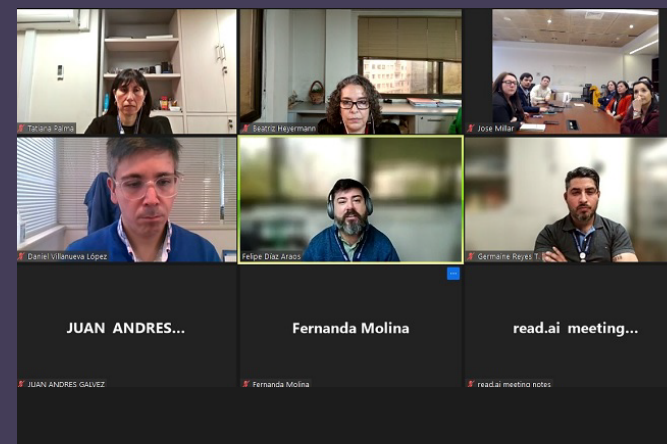 Tatiana Palma
Beatriz Heyermann
Jose Millar
Daniel Villanueva López
Felipe Díaz Araos
Germaine Reyes T.
JUAN ANDRES...
Fernanda Molina
read.ai meeting...
JUAN ANDRES GALVEZ
Fernanda Molina
read.ai meeting notes